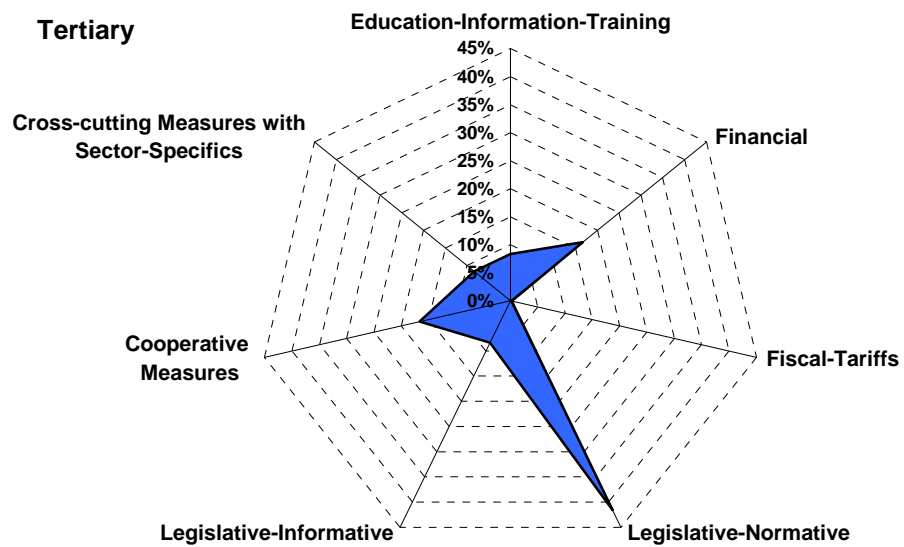 Tertiary
Education-Information-Training
45%
40%
35%
30%
25%
20%
15%
10%
5%
0%
Cross-cutting Measures with
Sector-Specifics
Financial
Cooperative
Measures
Fiscal-Tariffs
Legislative-Informative
Legislative-Normative